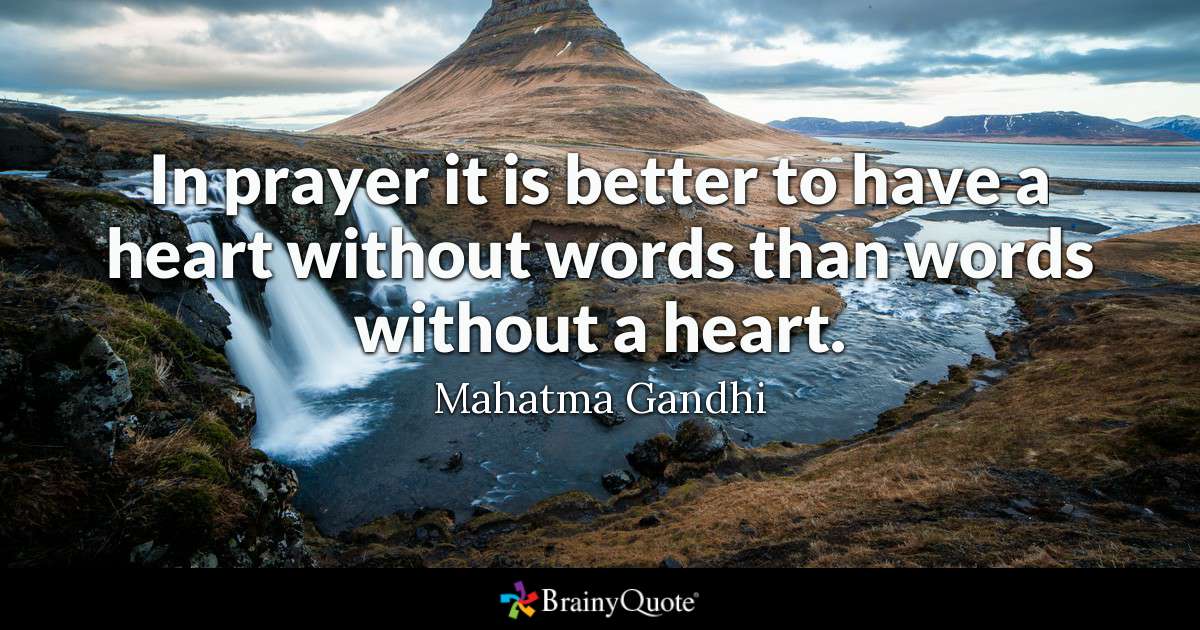 In prayer it is better to have a
heart without words than words
without a heart.
Mahatma Gandhi
BrainyQuote®